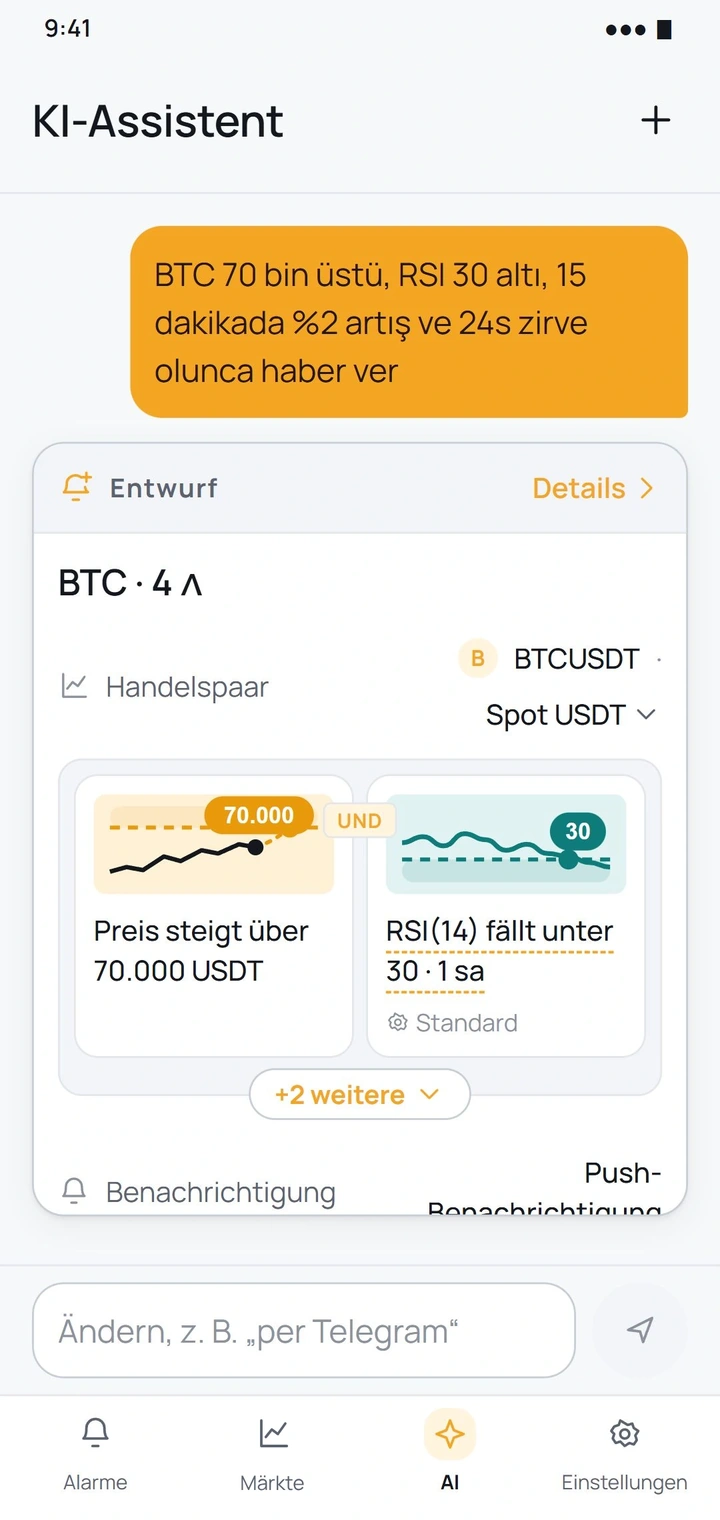 9:41
KI-Assistent
BTC 70 bin üstü, RSI 30 altı, 15
dakikada %2 artış ve 24s zirve
olunca haber ver
Entwurf
Details
BTC · 4 Λ
Handelspaar
B BTCUSDT ·
Spot USDT
70.000
UND
30
Preis steigt über
70.000 USDT
RSI(14) fällt unter
30 · 1 sa
Standard
+2 weitere
Benachrichtigung
Push-
Benachrichtigung
Ändern, z. B. „per Telegram“
Alarme
Märkte
AI
Einstellungen